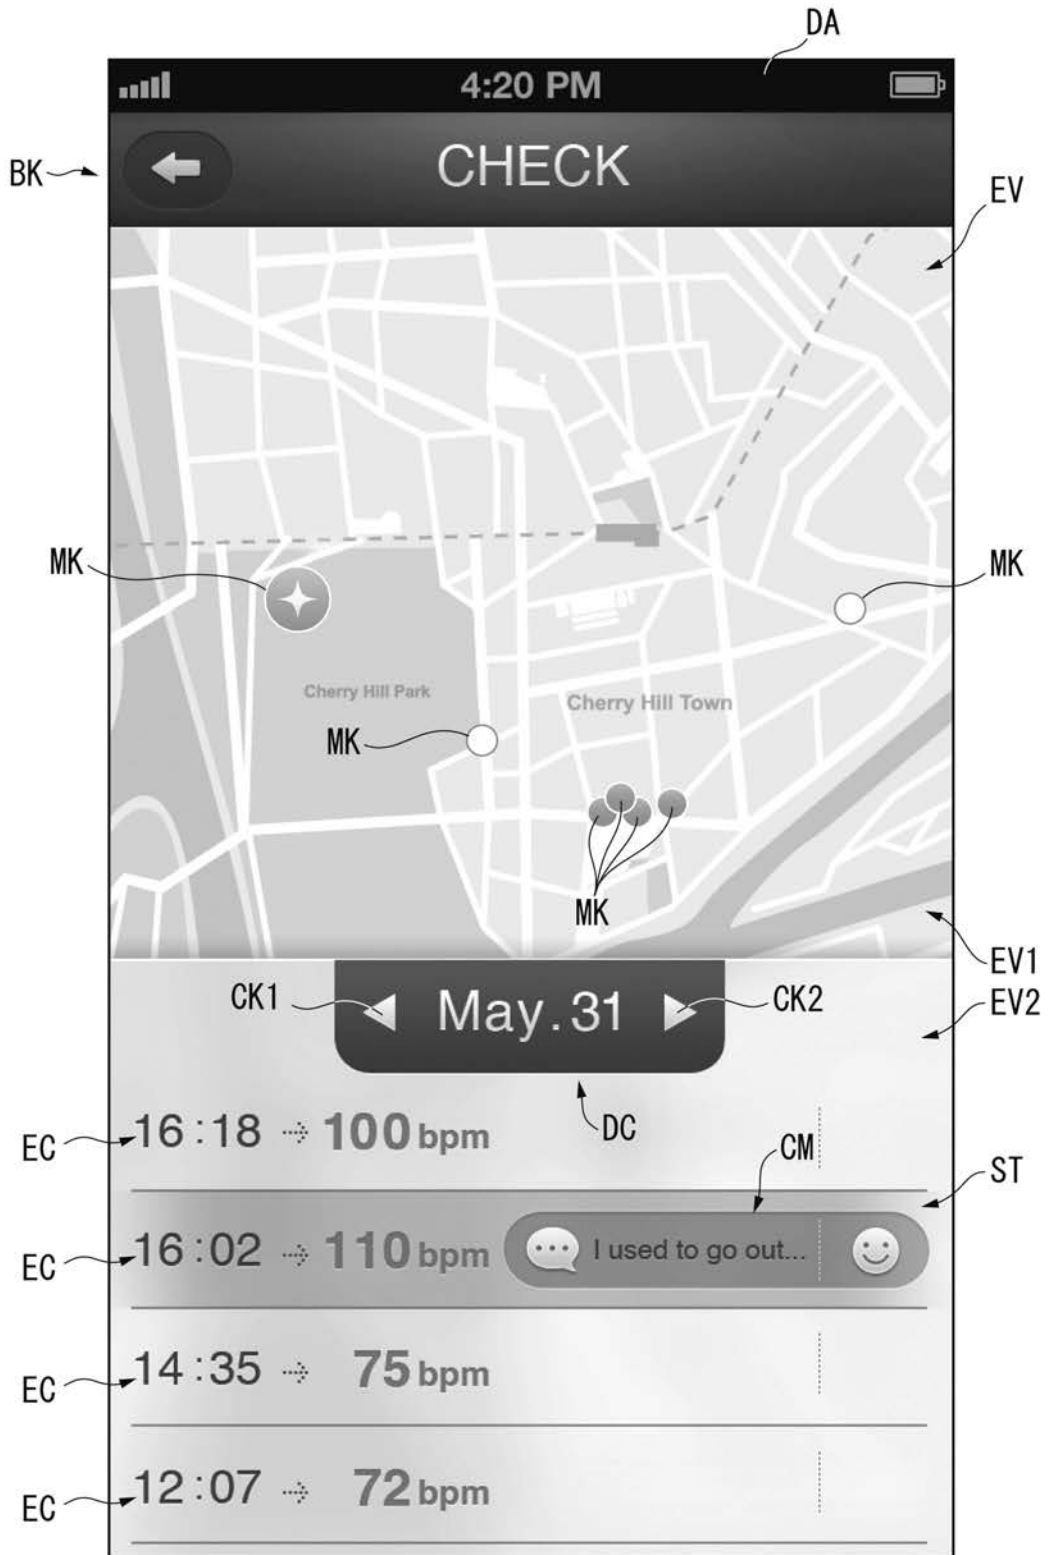 DA
4:20 PM
BK
CHECK
EV
MK
MK
Cherry Hill Park
Cherry Hill Town
MK
MK
EV1
CK1
May.31
CK2
EV2
EC
16:18
100 bpm
DC
CM
ST
EC
16:02
110 bpm
I used to go out...
EC
14:35
75 bpm
EC
12:07
72 bpm